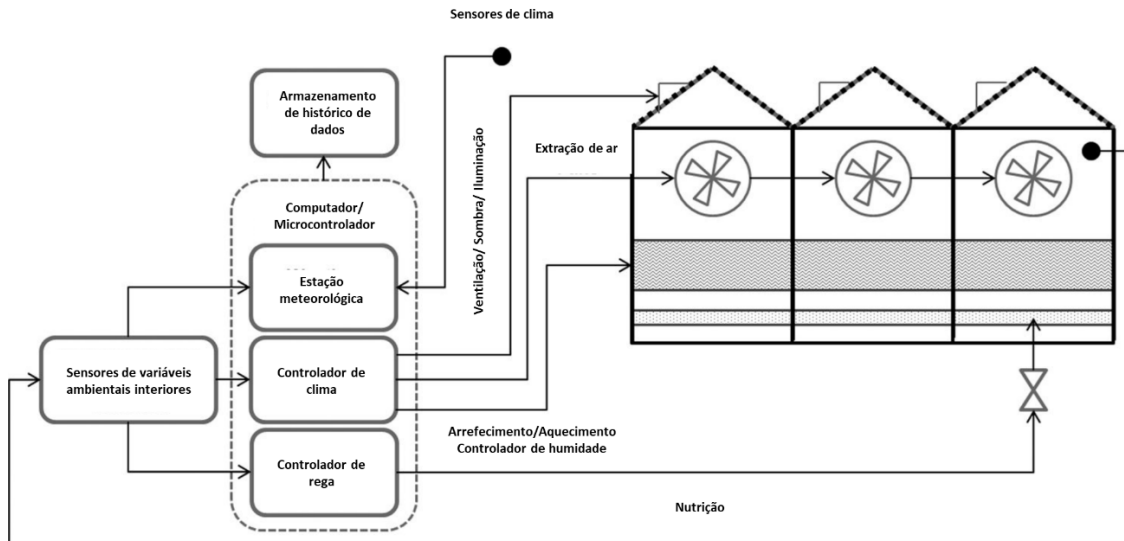 Sensores de clima
Armazenamento
de histórico de
dados
Extração de ar
Ventilação/ Sombra/ Iluminação
Computador/
Microcontrolador
Estação
meteorológica
Sensores de variáveis
ambientais interiores
Controlador de
clima
Arrefecimento/Aquecimento
Controlador de humidade
Controlador de
rega
Nutrição